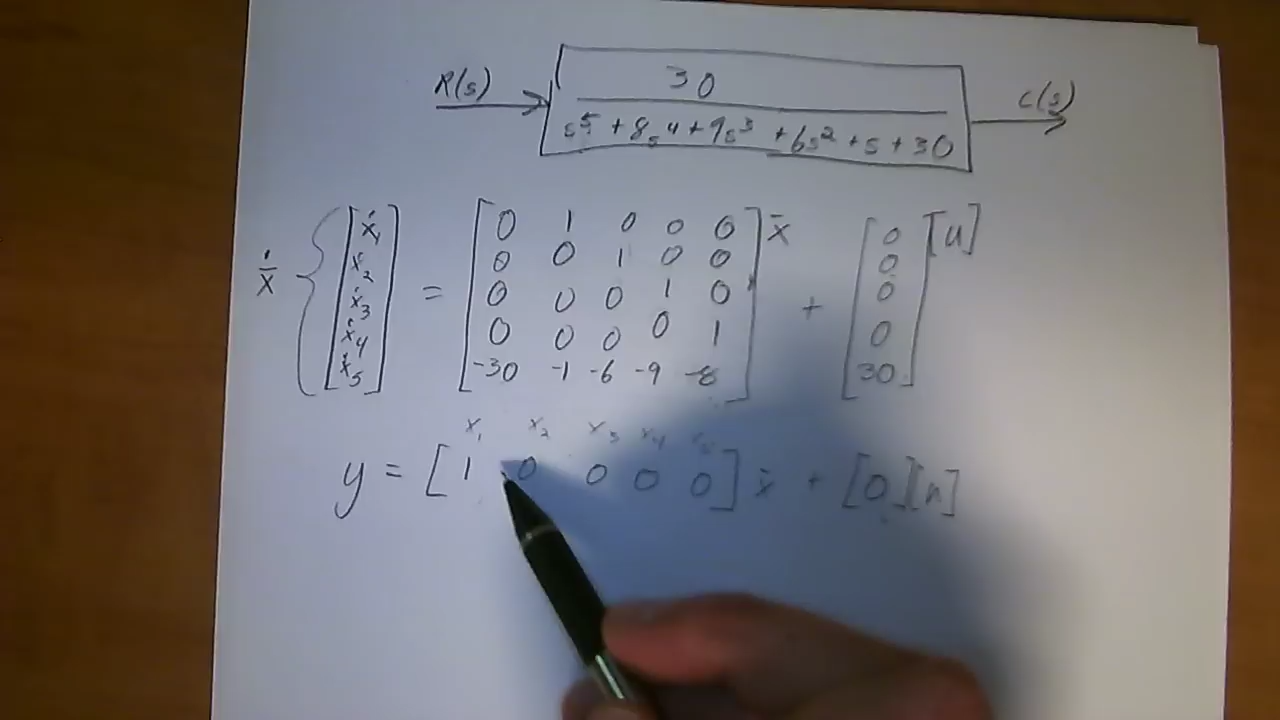 R(s) 30 C(s)
s⁵ + 8s⁴ + 9s³ + 6s² + s + 30
ẋ₁ 0 1 0 0 0 x̄ 0 [u]
ẋ₂ 0 0 1 0 0 0
ẋ̄ ẋ₃ = 0 0 0 1 0 + 0
ẋ₄ 0 0 0 0 1 0
ẋ₅ -30 -1 -6 -9 -8 30
x₁ x₂ x₃ x₄ x₅
y = [1 0 0 0 0] x̄ + [0][u]